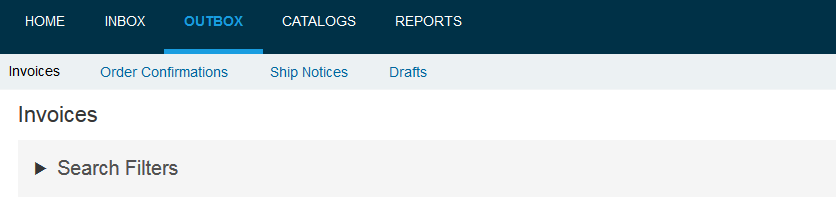 HOME INBOX OUTBOX CATALOGS REPORTS
Invoices Order Confirmations Ship Notices Drafts
Invoices
Search Filters